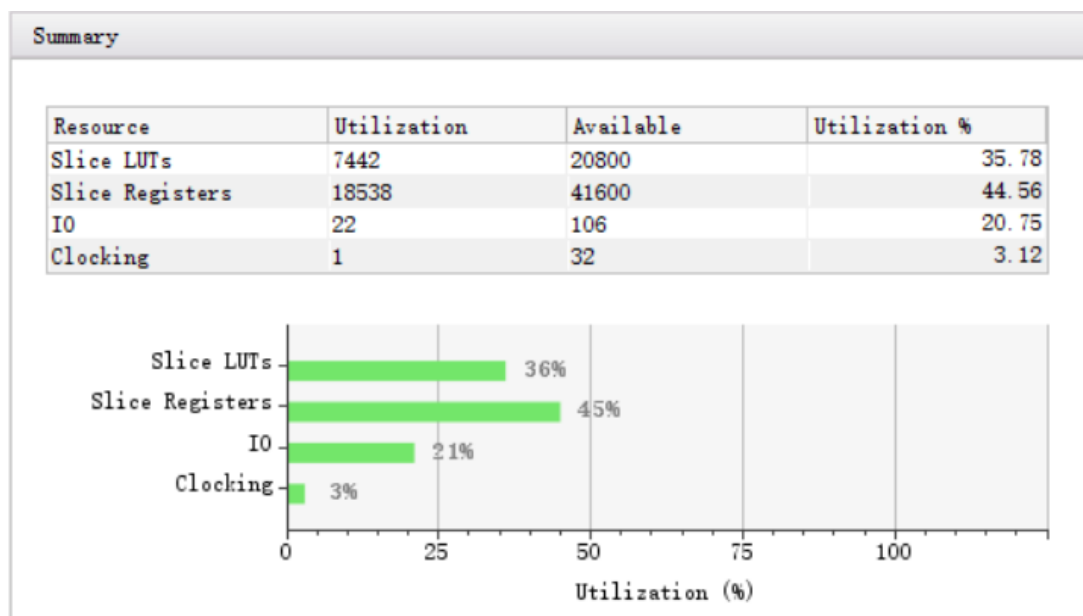 Summary
Resource Utilization Available Utilization %
Slice LUTs 7442 20800 35.78
Slice Registers 18538 41600 44.56
IO 22 106 20.75
Clocking 1 32 3.12
Slice LUTs 36%
Slice Registers 45%
IO 21%
Clocking 3%
0 25 50 75 100
Utilization (%)